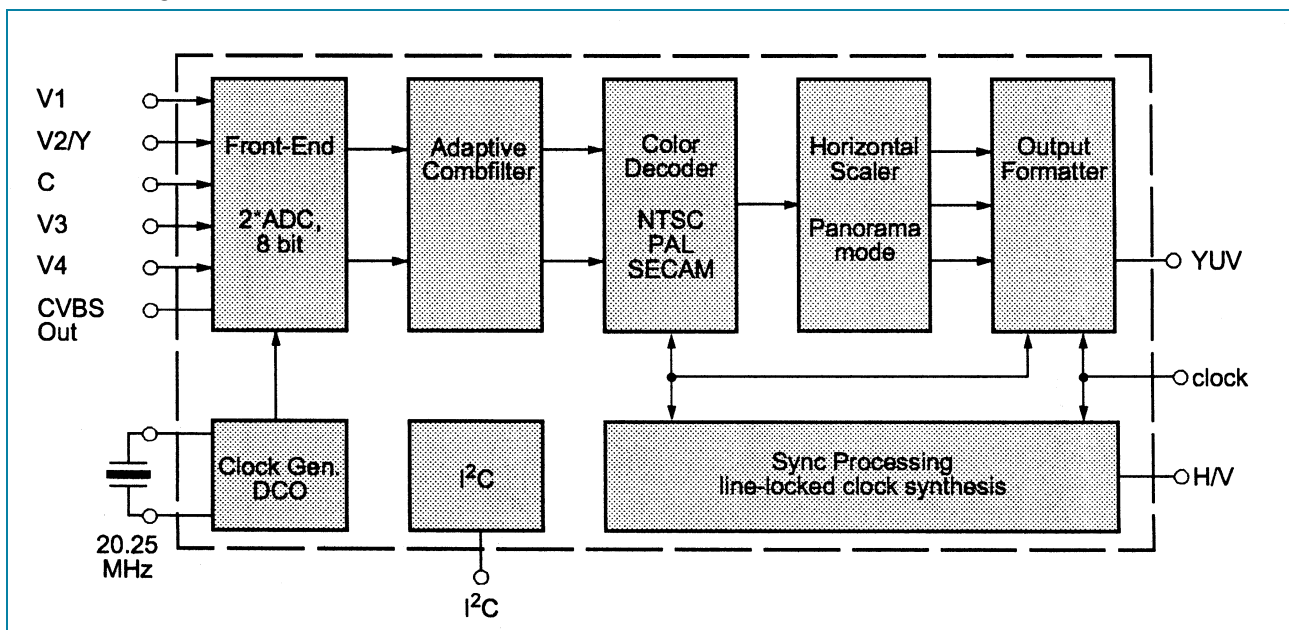 V1
V2/Y
C
V3
V4
CVBS
Out
Front-End
2*ADC,
8 bit
Adaptive
Combfilter
Color
Decoder
NTSC
PAL
SECAM
Horizontal
Scaler
Panorama
mode
Output
Formatter
YUV
clock
H/V
Clock Gen.
DCO
I²C
Sync Processing
line-locked clock synthesis
20.25
MHz
I²C